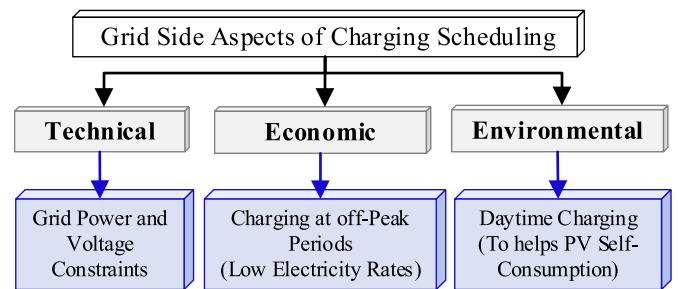 Grid Side Aspects of Charging Scheduling
Technical
Economic
Environmental
Grid Power and
Voltage
Constraints
Charging at off-Peak
Periods
(Low Electricity Rates)
Daytime Charging
(To helps PV Self-
Consumption)